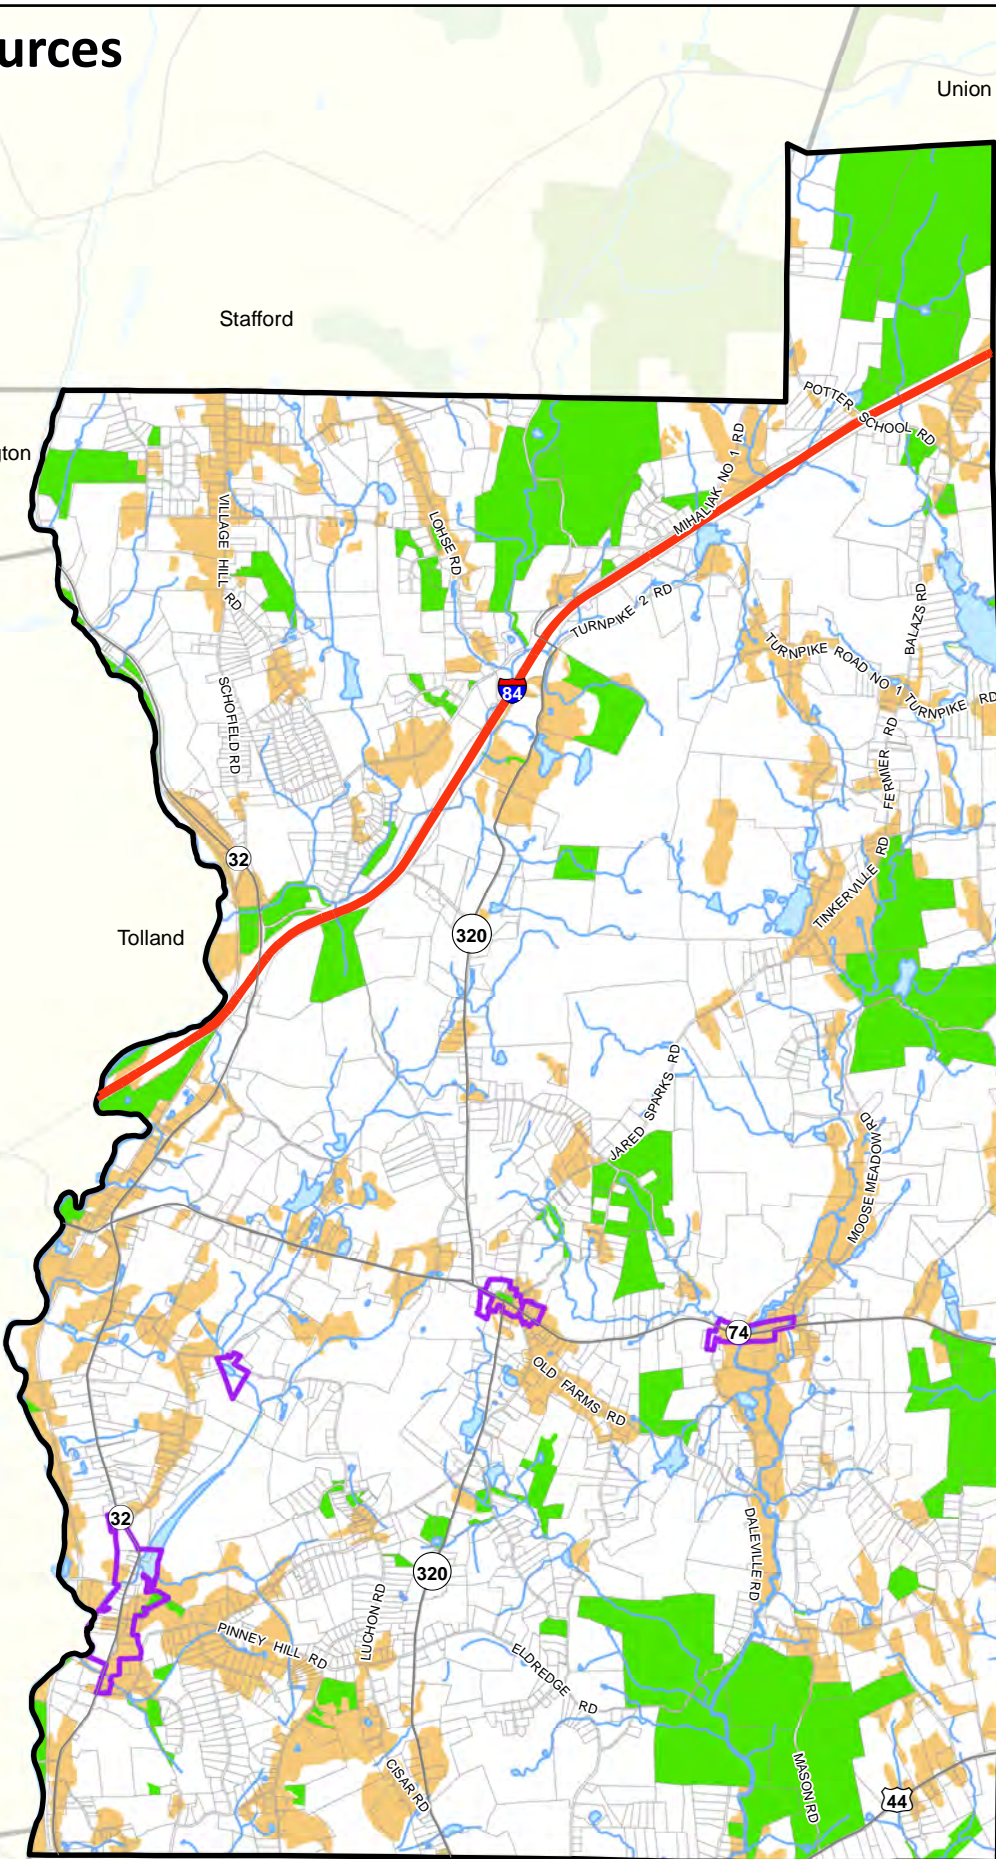 urces
Union
Stafford
gton
POTTER SCHOOL RD
MIHALIAK NO 1 RD
VILLAGE HILL RD
LOHSE RD
TURNPIKE 2 RD
BALAZS RD
TURNPIKE ROAD NO 1
TURNPIKE RD
SCHOFIELD RD
84
FERMIER RD
32
TINKERVILLE RD
320
Tolland
JARED SPARKS RD
MOOSE MEADOW RD
74
OLD FARMS RD
32
DALEVILLE RD
320
LUCHON RD
PINNEY HILL RD
ELDREDGE RD
CISAR RD
MASON RD
44